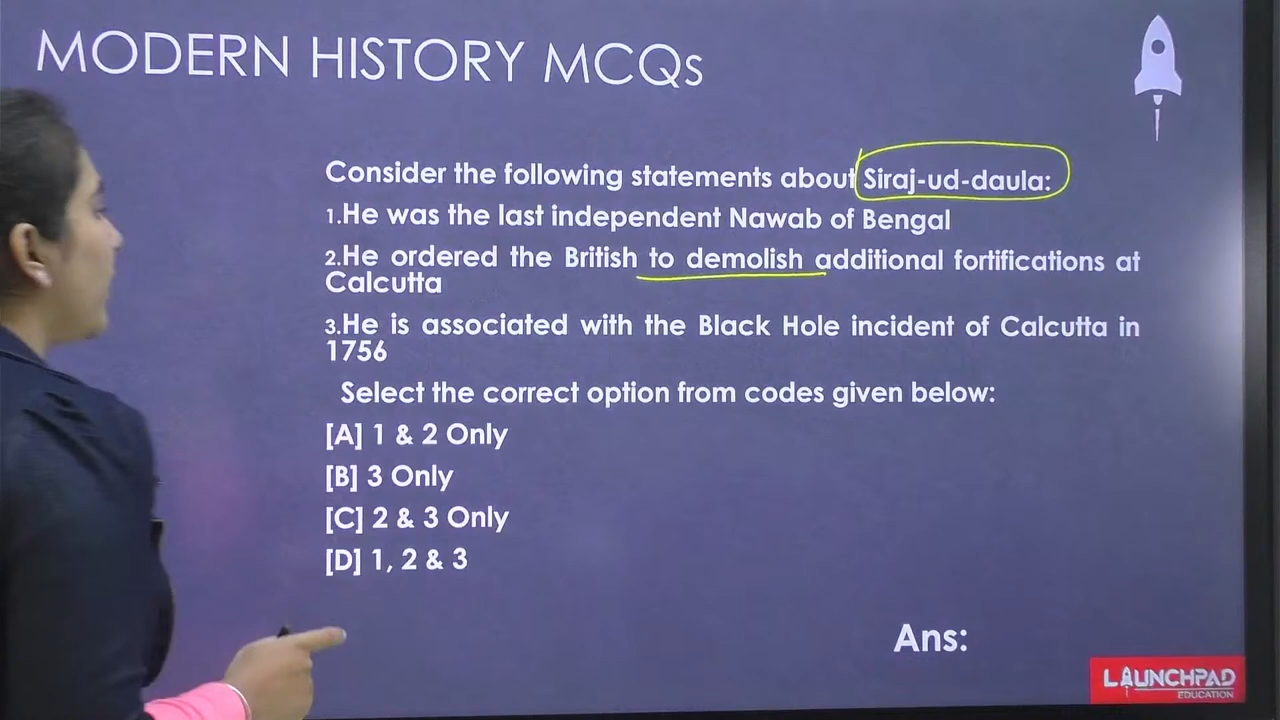 MODERN HISTORY MCQs
Consider the following statements about Siraj-ud-daula:
1.He was the last independent Nawab of Bengal
2.He ordered the British to demolish additional fortifications at
Calcutta
3.He is associated with the Black Hole incident of Calcutta in
1756
Select the correct option from codes given below:
[A] 1 & 2 Only
[B] 3 Only
[C] 2 & 3 Only
[D] 1, 2 & 3
Ans:
LAUNCHPAD
EDUCATION